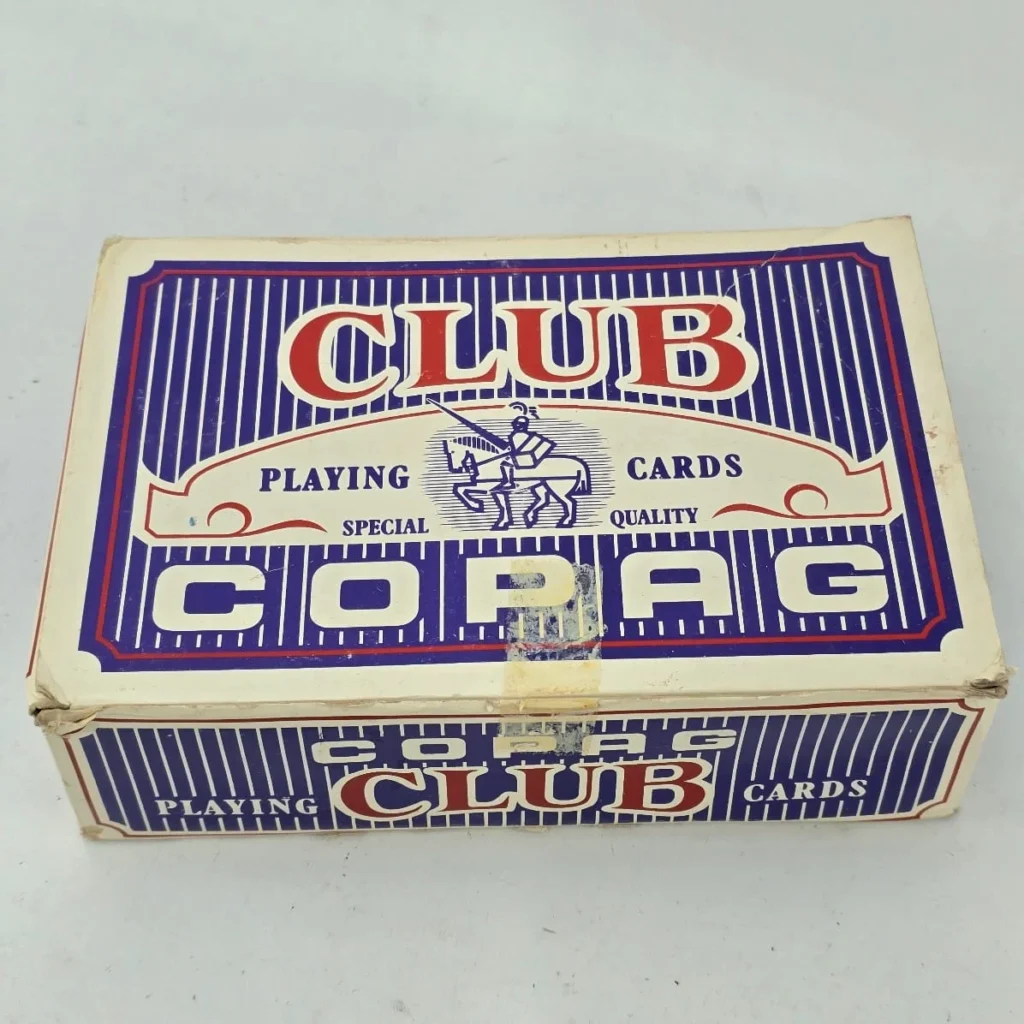 CLUB
PLAYING CARDS
SPECIAL QUALITY
COPAG
COPAG
PLAYING CLUB CARDS